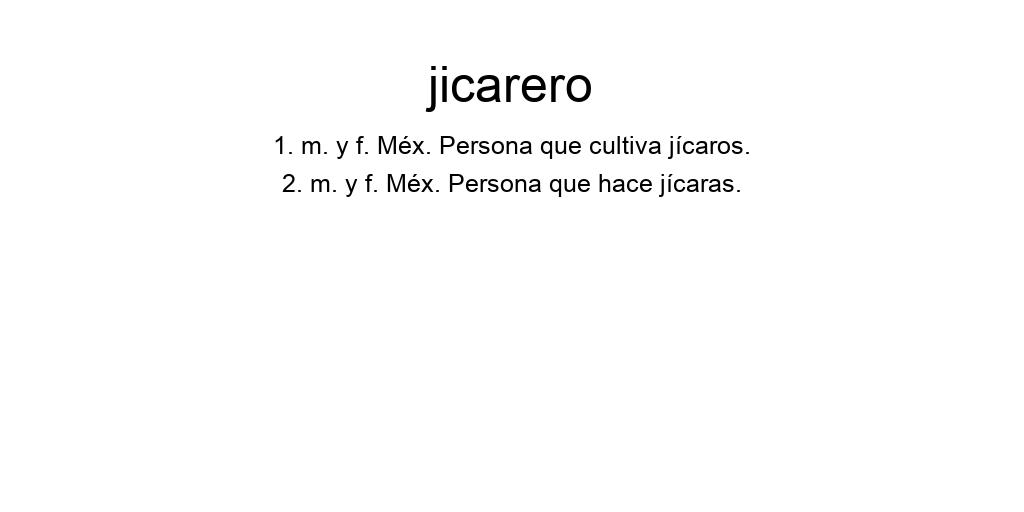 jicarero
1. m. y f. Méx. Persona que cultiva jícaros.
2. m. y f. Méx. Persona que hace jícaras.